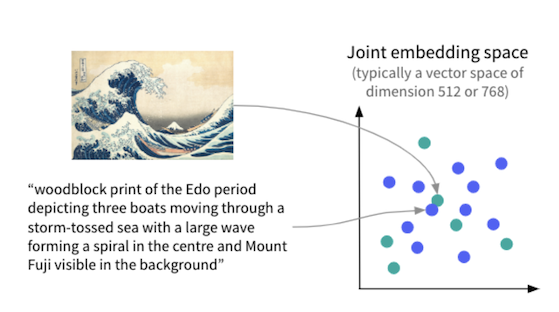 Joint embedding space
(typically a vector space of
dimension 512 or 768)
“woodblock print of the Edo period
depicting three boats moving through a
storm-tossed sea with a large wave
forming a spiral in the centre and Mount
Fuji visible in the background”